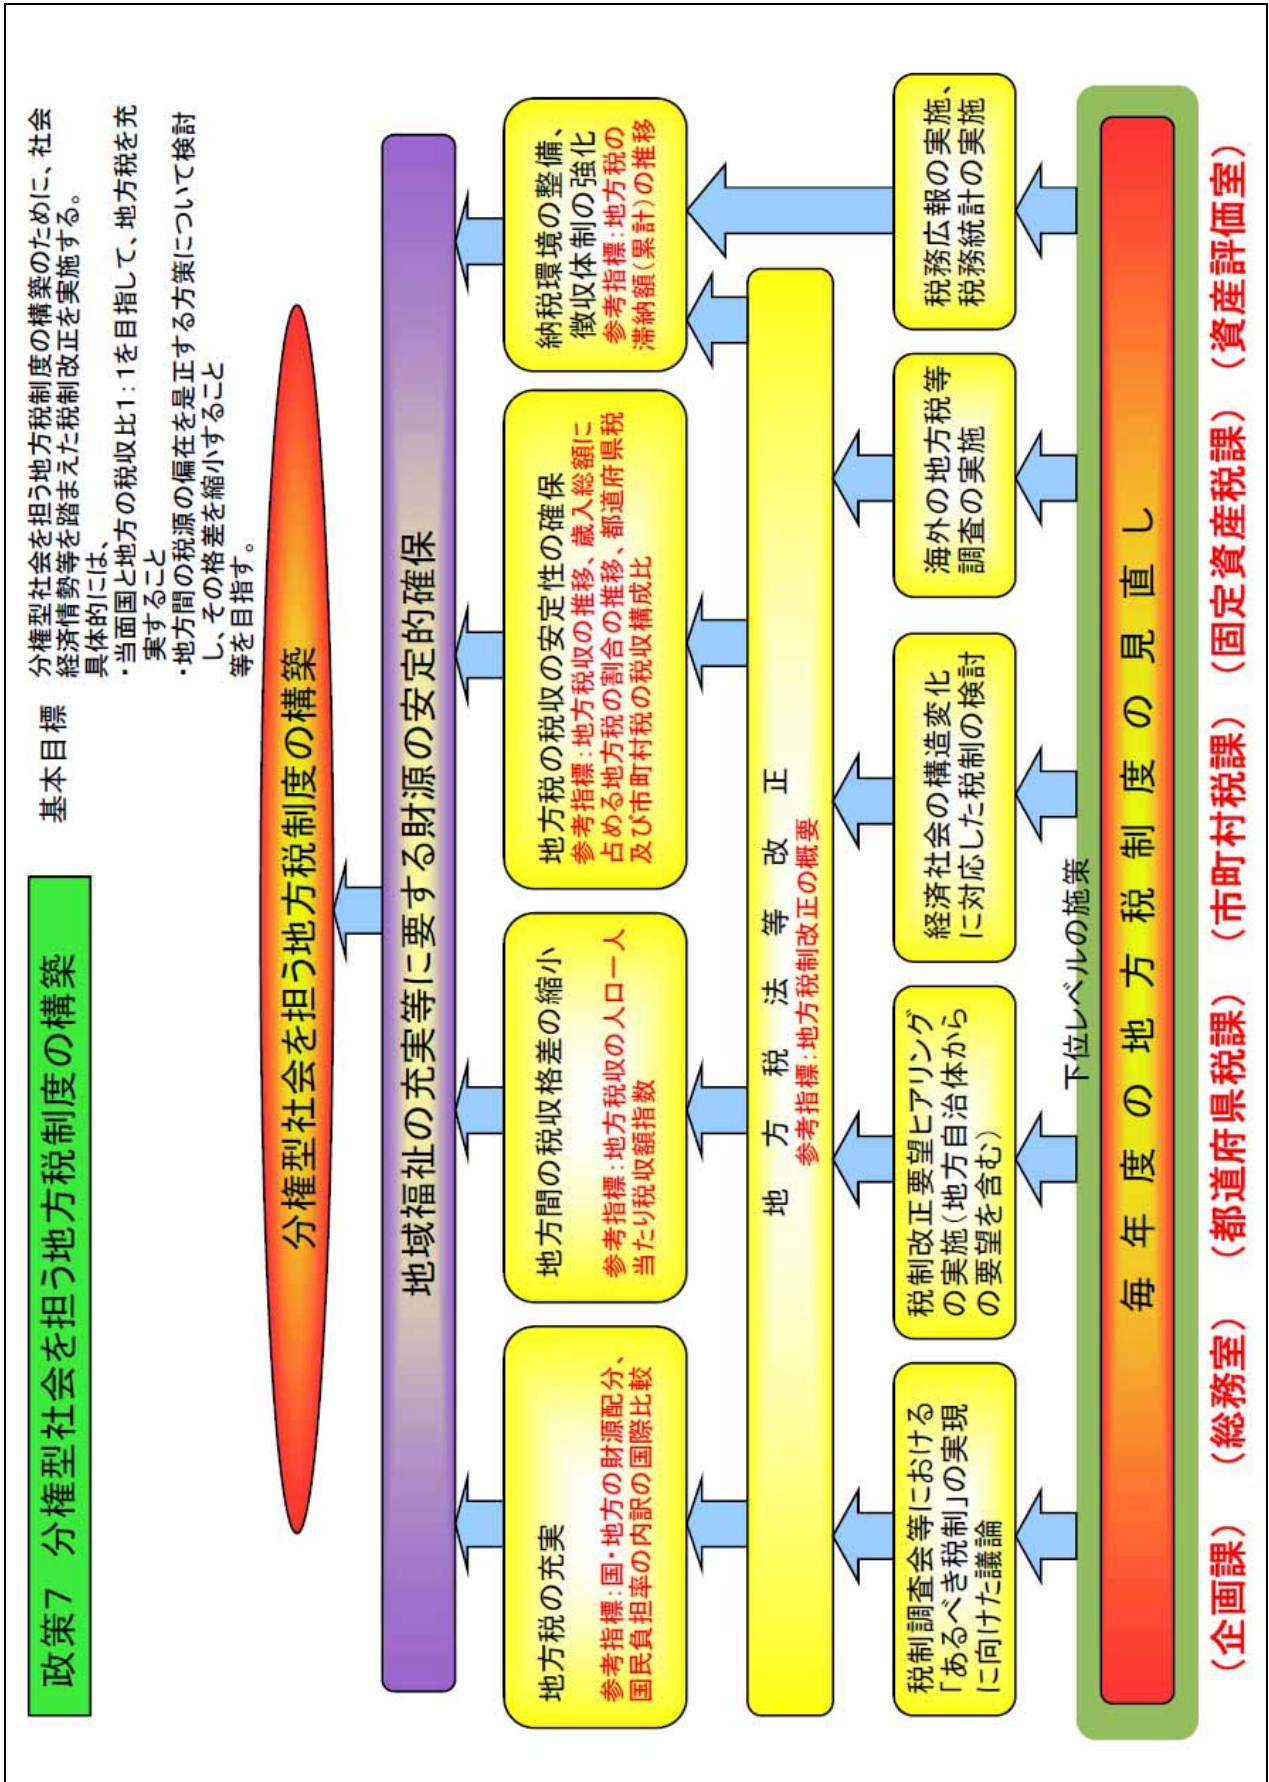 政策7　分権型社会を担う地方税制度の構築
基本目標
分権型社会を担う地方税制度の構築のために、社会
経済情勢等を踏まえた税制改正を実施する。
具体的には、
・当面国と地方の税収比1：1を目指して、地方税を充
実すること
・地方間の税源の偏在を是正する方策について検討
し、その格差を縮小すること
等を目指す。
分権型社会を担う地方税制度の構築
地域福祉の充実等に要する財源の安定的確保
地方税の充実
参考指標：国・地方の財源配分、
国民負担率の内訳の国際比較
地方間の税収格差の縮小
参考指標：地方税収の人口一人
当たり税収額指数
地方税の税収の安定性の確保
参考指標：地方税収の推移、歳入総額に
占める地方税の割合の推移、都道府県税
及び市町村税の税収構成比
納税環境の整備、
徴収体制の強化
参考指標：地方税の
滞納額（累計）の推移
地方税法等改正
参考指標：地方税制改正の概要
税制調査会等における
「あるべき税制」の実現
に向けた議論
税制改正要望ヒアリング
の実施（地方自治体から
の要望を含む）
経済社会の構造変化
に対応した税制の検討
海外の地方税等
調査の実施
税務広報の実施、
税務統計の実施
下位レベルの施策
毎年度の地方税制度の見直し
（企画課）　（総務室）　（都道府県税課）　（市町村税課）　（固定資産税課）　（資産評価室）